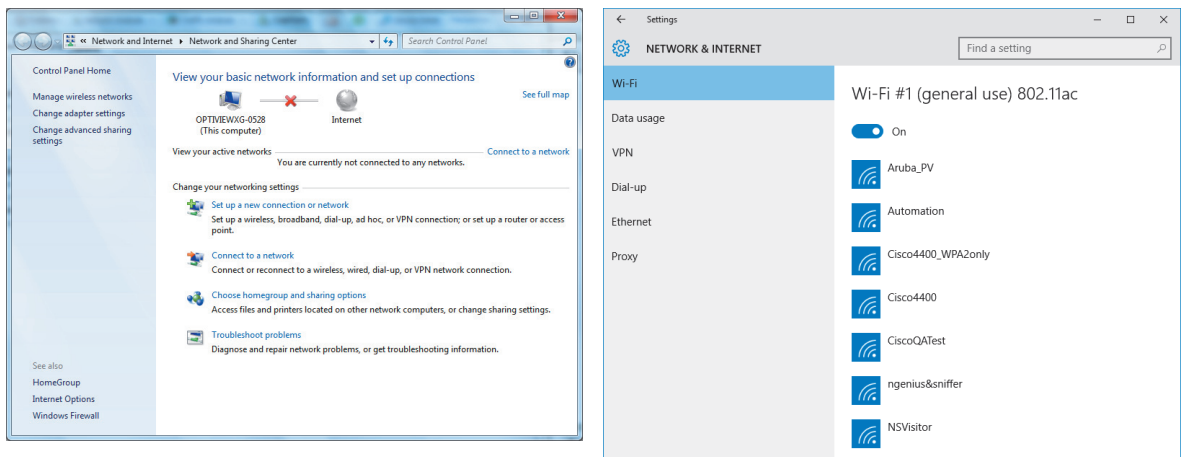 « Network and Internet ▸ Network and Sharing Center
Search Control Panel
Control Panel Home
Manage wireless networks
Change adapter settings
Change advanced sharing
settings
See also
HomeGroup
Internet Options
Windows Firewall
View your basic network information and set up connections
See full map
OPTIVIEWXG-0528
(This computer)
Internet
View your active networks
Connect to a network
You are currently not connected to any networks.
Change your networking settings
Set up a new connection or network
Set up a wireless, broadband, dial-up, ad hoc, or VPN connection; or set up a router or access
point.
Connect to a network
Connect or reconnect to a wireless, wired, dial-up, or VPN network connection.
Choose homegroup and sharing options
Access files and printers located on other network computers, or change sharing settings.
Troubleshoot problems
Diagnose and repair network problems, or get troubleshooting information.
Settings
NETWORK & INTERNET
Find a setting
Wi-Fi
Data usage
VPN
Dial-up
Ethernet
Proxy
Wi-Fi #1 (general use) 802.11ac
On
Aruba_PV
Automation
Cisco4400_WPA2only
Cisco4400
CiscoQATest
ngenius&sniffer
NSVisitor